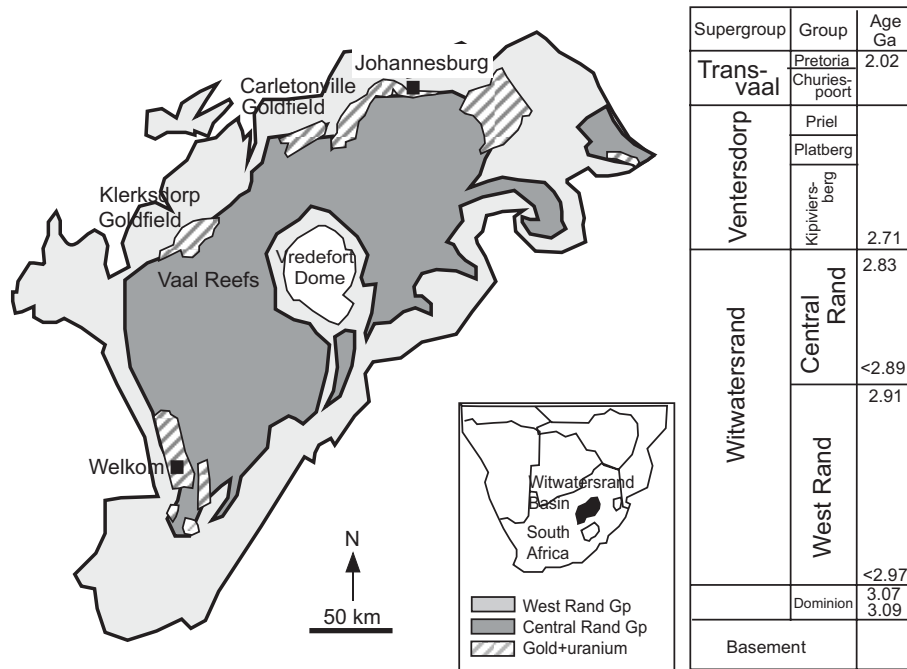 Johannesburg
Carletonville
Goldfield
Klerksdorp
Goldfield
Vredefort
Dome
Vaal Reefs
Welkom
N
50 km
Witwatersrand
Basin
South
Africa
West Rand Gp
Central Rand Gp
Gold+uranium
Supergroup Group Age
Ga
Trans-
vaal
Pretoria 2.02
Churies-
poort
Ventersdorp
Priel
Platberg
Kipiviers-
berg
2.71
Witwatersrand
Central
Rand
2.83
<2.89
West Rand
2.91
<2.97
Dominion 3.07
3.09
Basement